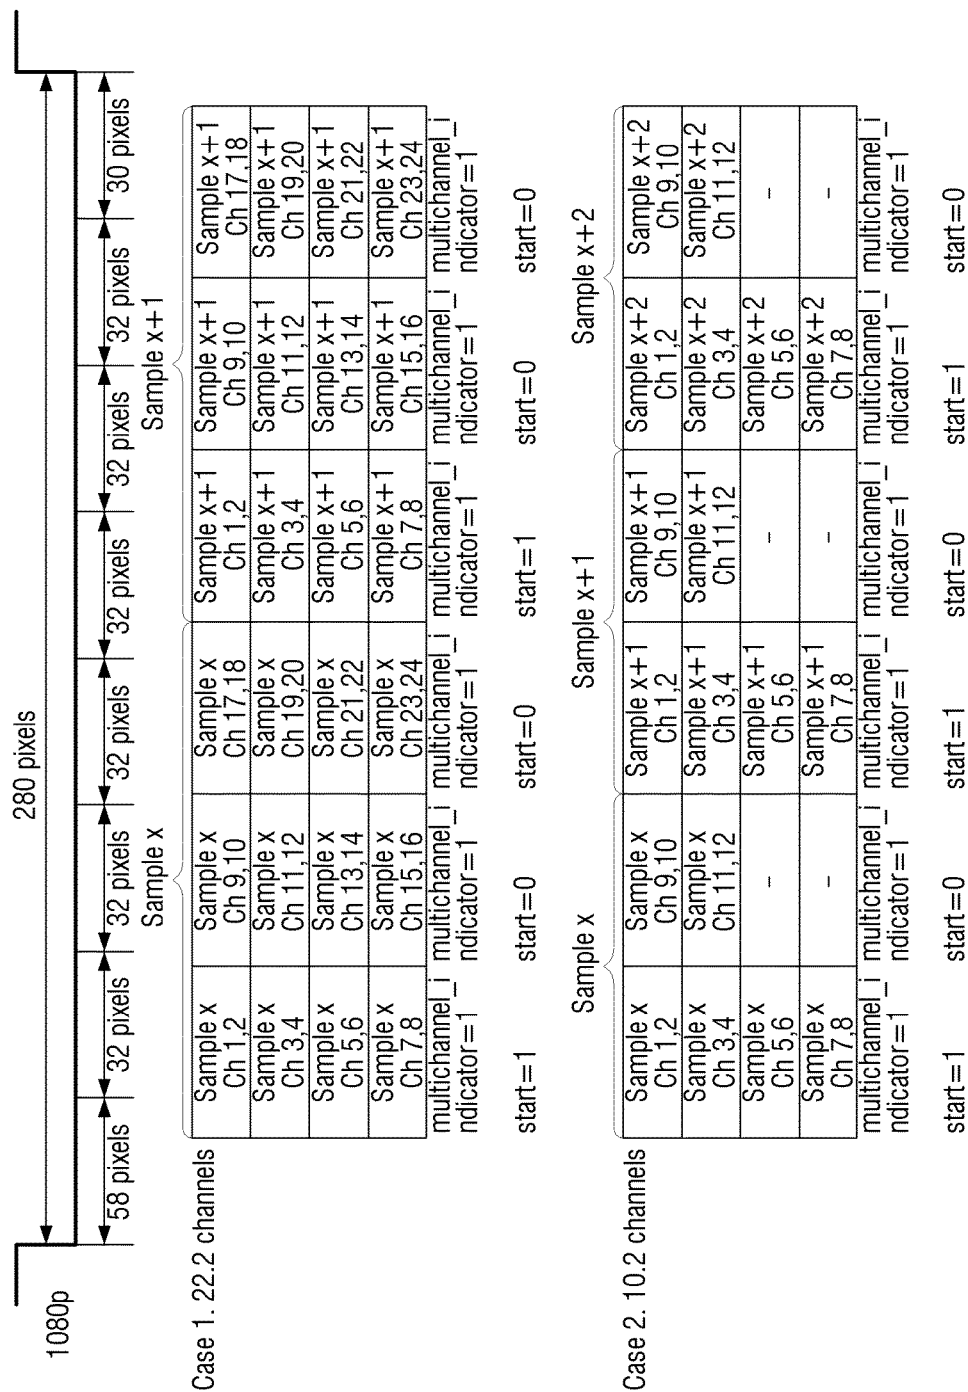 1080p
280 pixels
58 pixels
32 pixels
32 pixels
32 pixels
32 pixels
32 pixels
32 pixels
30 pixels
Case 1. 22.2 channels
Sample x
Sample x+1
Sample x
Ch 1,2
Sample x
Ch 9,10
Sample x
Ch 17,18
Sample x+1
Ch 1,2
Sample x+1
Ch 9,10
Sample x+1
Ch 17,18
Sample x
Ch 3,4
Sample x
Ch 11,12
Sample x
Ch 19,20
Sample x+1
Ch 3,4
Sample x+1
Ch 11,12
Sample x+1
Ch 19,20
Sample x
Ch 5,6
Sample x
Ch 13,14
Sample x
Ch 21,22
Sample x+1
Ch 5,6
Sample x+1
Ch 13,14
Sample x+1
Ch 21,22
Sample x
Ch 7,8
Sample x
Ch 15,16
Sample x
Ch 23,24
Sample x+1
Ch 7,8
Sample x+1
Ch 15,16
Sample x+1
Ch 23,24
multichannel_i
ndicator=1_
multichannel_i
ndicator=1_
multichannel_i
ndicator=1_
multichannel_i
ndicator=1_
multichannel_i
ndicator=1_
multichannel_i
ndicator=1_
start=1
start=0
start=0
start=1
start=0
start=0
Case 2. 10.2 channels
Sample x
Sample x+1
Sample x+2
Sample x
Ch 1,2
Sample x
Ch 9,10
Sample x+1
Ch 1,2
Sample x+1
Ch 9,10
Sample x+2
Ch 1,2
Sample x+2
Ch 9,10
Sample x
Ch 3,4
Sample x
Ch 11,12
Sample x+1
Ch 3,4
Sample x+1
Ch 11,12
Sample x+2
Ch 3,4
Sample x+2
Ch 11,12
Sample x
Ch 5,6
-
Sample x+1
Ch 5,6
-
Sample x+2
Ch 5,6
-
Sample x
Ch 7,8
-
Sample x+1
Ch 7,8
-
Sample x+2
Ch 7,8
-
multichannel_i
ndicator=1_
multichannel_i
ndicator=1_
multichannel_i
ndicator=1_
multichannel_i
ndicator=1_
multichannel_i
ndicator=1_
multichannel_i
ndicator=1_
start=1
start=0
start=1
start=0
start=1
start=0